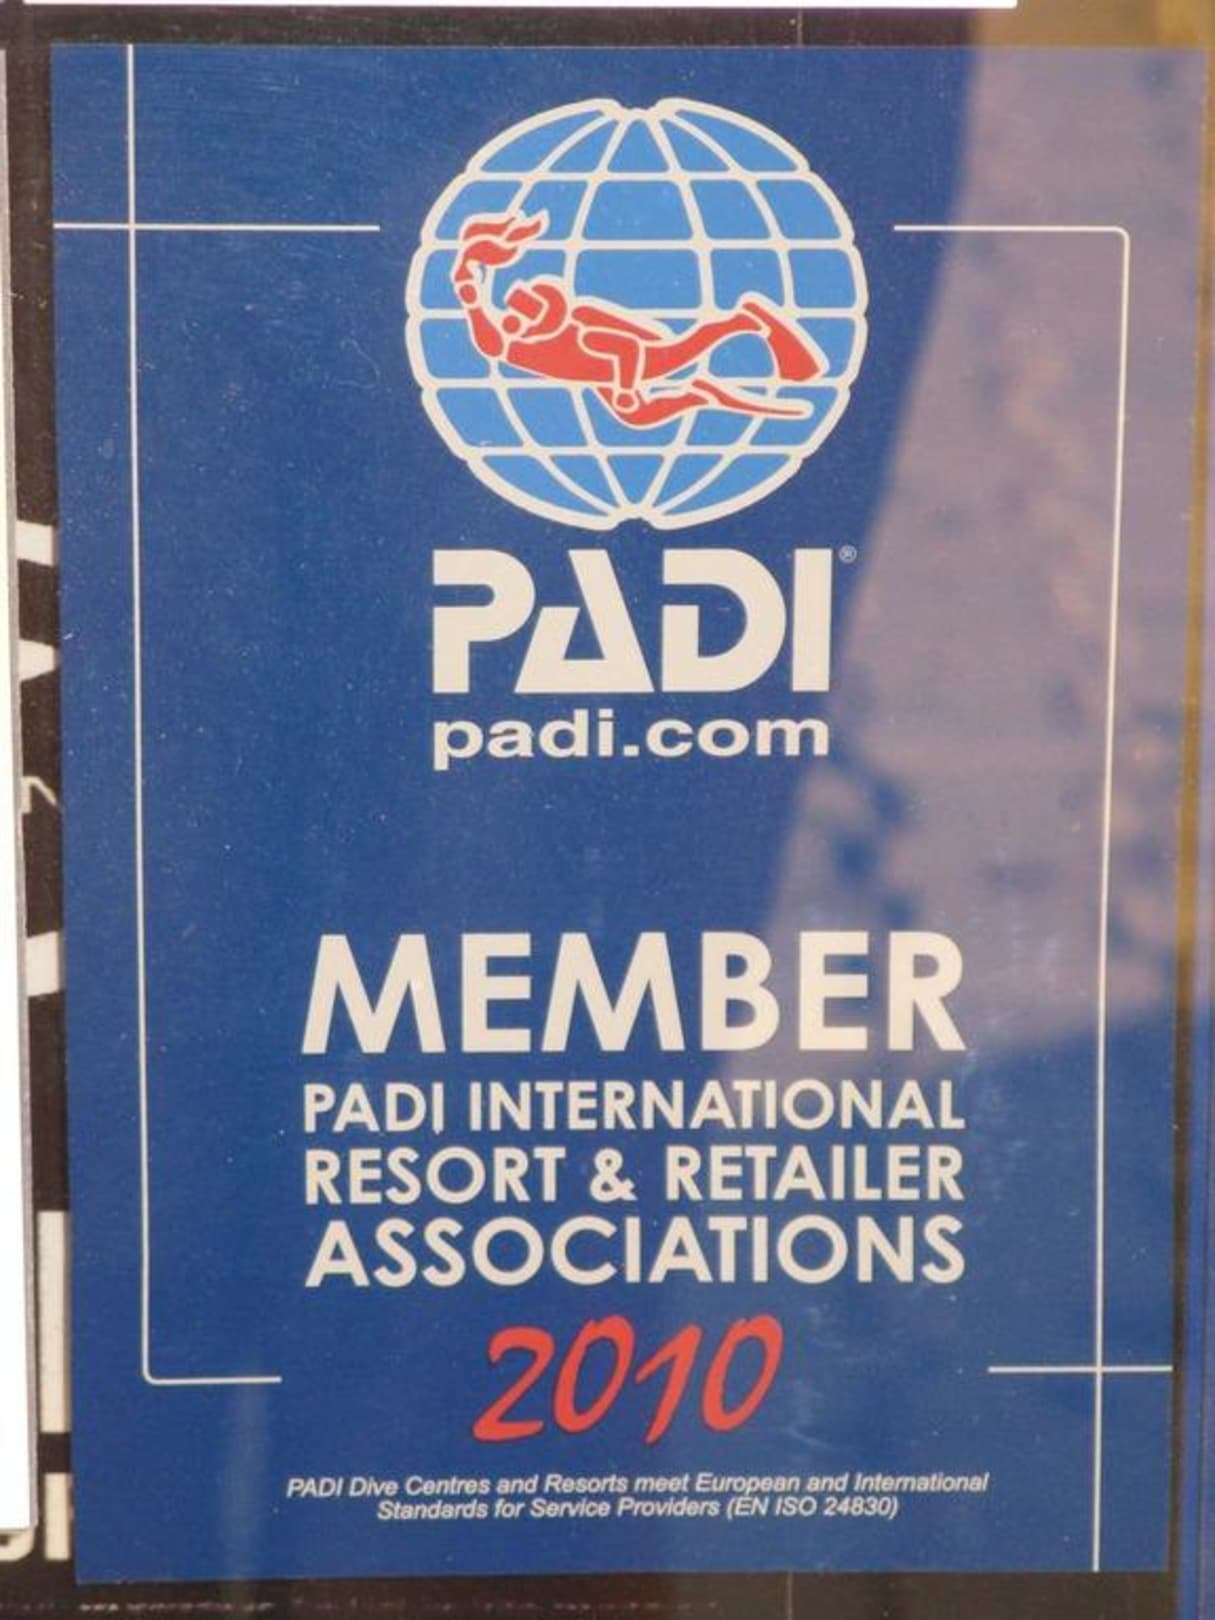 PADI®
padi.com
MEMBER
PADI INTERNATIONAL
RESORT & RETAILER
ASSOCIATIONS
2010
PADI Dive Centres and Resorts meet European and International
Standards for Service Providers (EN ISO 24830)